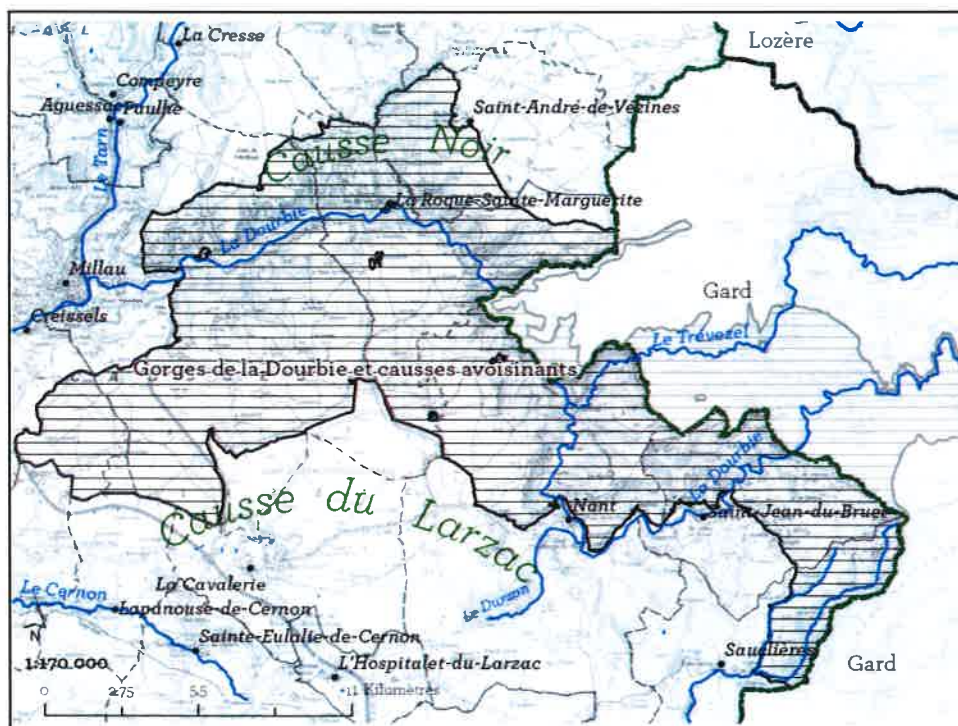 La Cresse
Lozère
Compeyre
Aguessac
Paulhe
Saint-André-de-Vézines
Causse Noir
Le Tarn
La Roque-Sainte-Marguerite
La Dourbie
Millau
Gard
Creissels
Le Trévezel
Gorges de la Dourbie et causses avoisinants
La Dourbie
Nant
Saint-Jean-du-Bruel
Causse du Larzac
La Cavalerie
Le Cernon
Lapanouse-de-Cernon
Le Durzon
Sainte-Eulalie-de-Cernon
N
Sauclières
1:170 000
L'Hospitalet-du-Larzac
Gard
0 2.75 5.5 11 Kilomètres